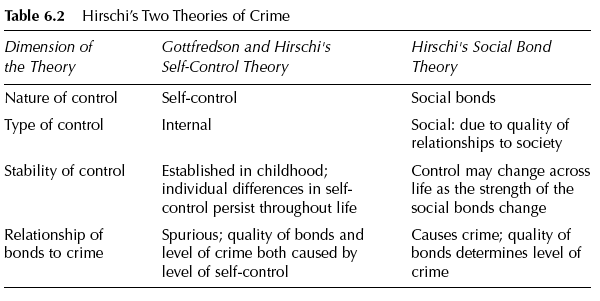 Table 6.2 Hirschi's Two Theories of Crime
Dimension of the Theory | Gottfredson and Hirschi's Self-Control Theory | Hirschi's Social Bond Theory
Nature of control | Self-control | Social bonds
Type of control | Internal | Social: due to quality of relationships to society
Stability of control | Established in childhood; individual differences in self-control persist throughout life | Control may change across life as the strength of the social bonds change
Relationship of bonds to crime | Spurious; quality of bonds and level of crime both caused by level of self-control | Causes crime; quality of bonds determines level of crime